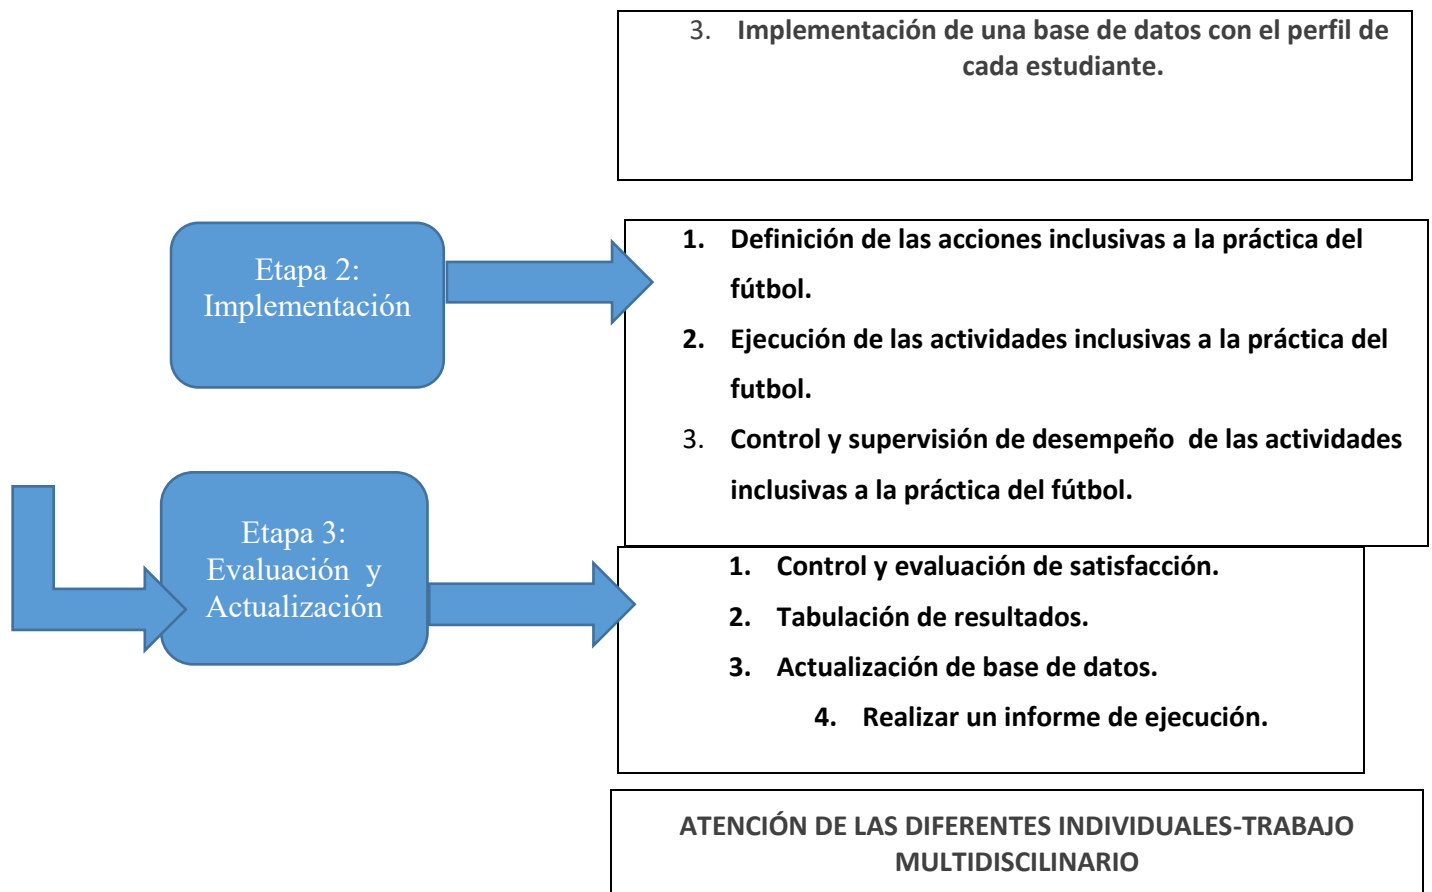 3. Implementación de una base de datos con el perfil de
cada estudiante.
Etapa 2:
Implementación
1. Definición de las acciones inclusivas a la práctica del
fútbol.
2. Ejecución de las actividades inclusivas a la práctica del
futbol.
3. Control y supervisión de desempeño  de las actividades
inclusivas a la práctica del fútbol.
Etapa 3:
Evaluación  y
Actualización
1. Control y evaluación de satisfacción.
2. Tabulación de resultados.
3. Actualización de base de datos.
4. Realizar un informe de ejecución.
ATENCIÓN DE LAS DIFERENTES INDIVIDUALES-TRABAJO
MULTIDISCILINARIO